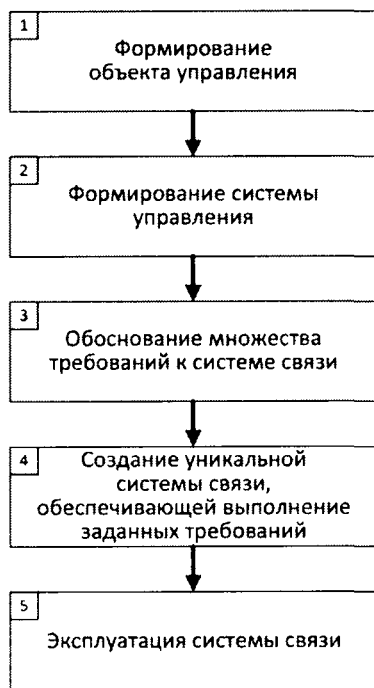 1
Формирование
объекта управления
2
Формирование системы
управления
3
Обоснование множества
требований к системе связи
4
Создание уникальной
системы связи,
обеспечивающей выполнение
заданных требований
5
Эксплуатация системы связи